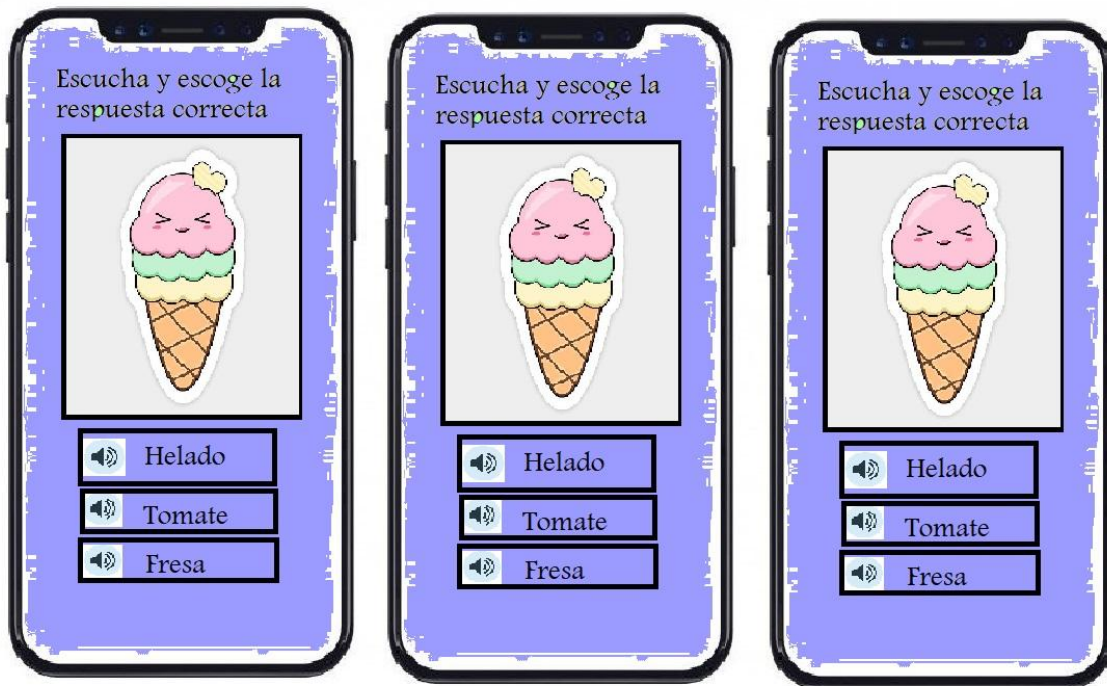 Escucha y escoge la
respuesta correcta
Helado
Tomate
Fresa
Escucha y escoge la
respuesta correcta
Helado
Tomate
Fresa
Escucha y escoge la
respuesta correcta
Helado
Tomate
Fresa